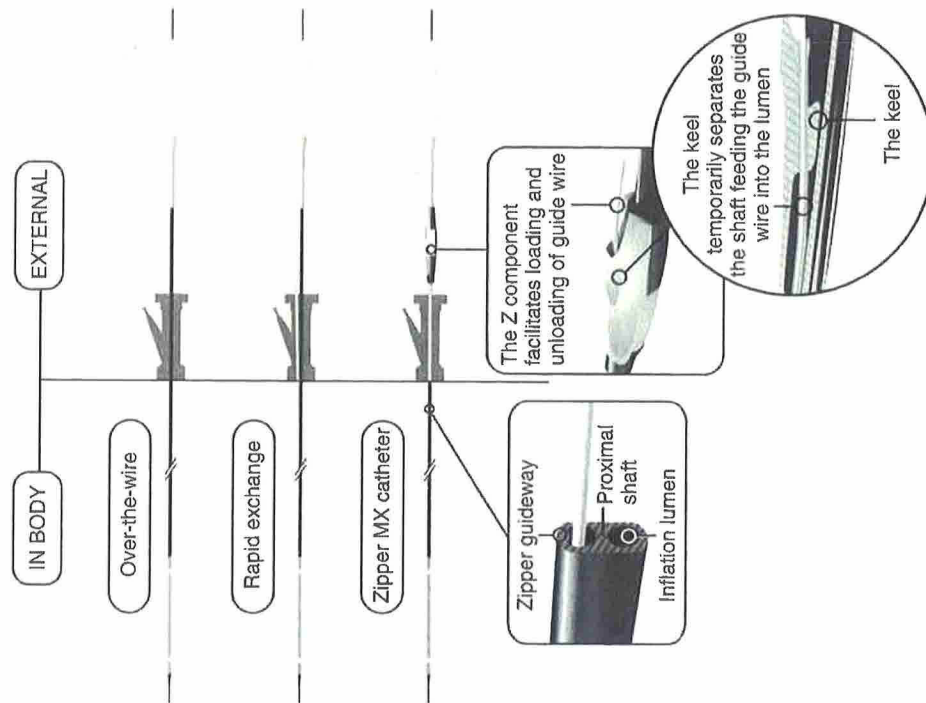 IN BODY
EXTERNAL
Over-the-wire
Rapid exchange
Zipper MX catheter
Zipper guideway
Proximal
shaft
Inflation lumen
The Z component
facilitates loading and
unloading of guide wire
The keel
temporarily separates
the shaft feeding the guide
wire into the lumen
The keel